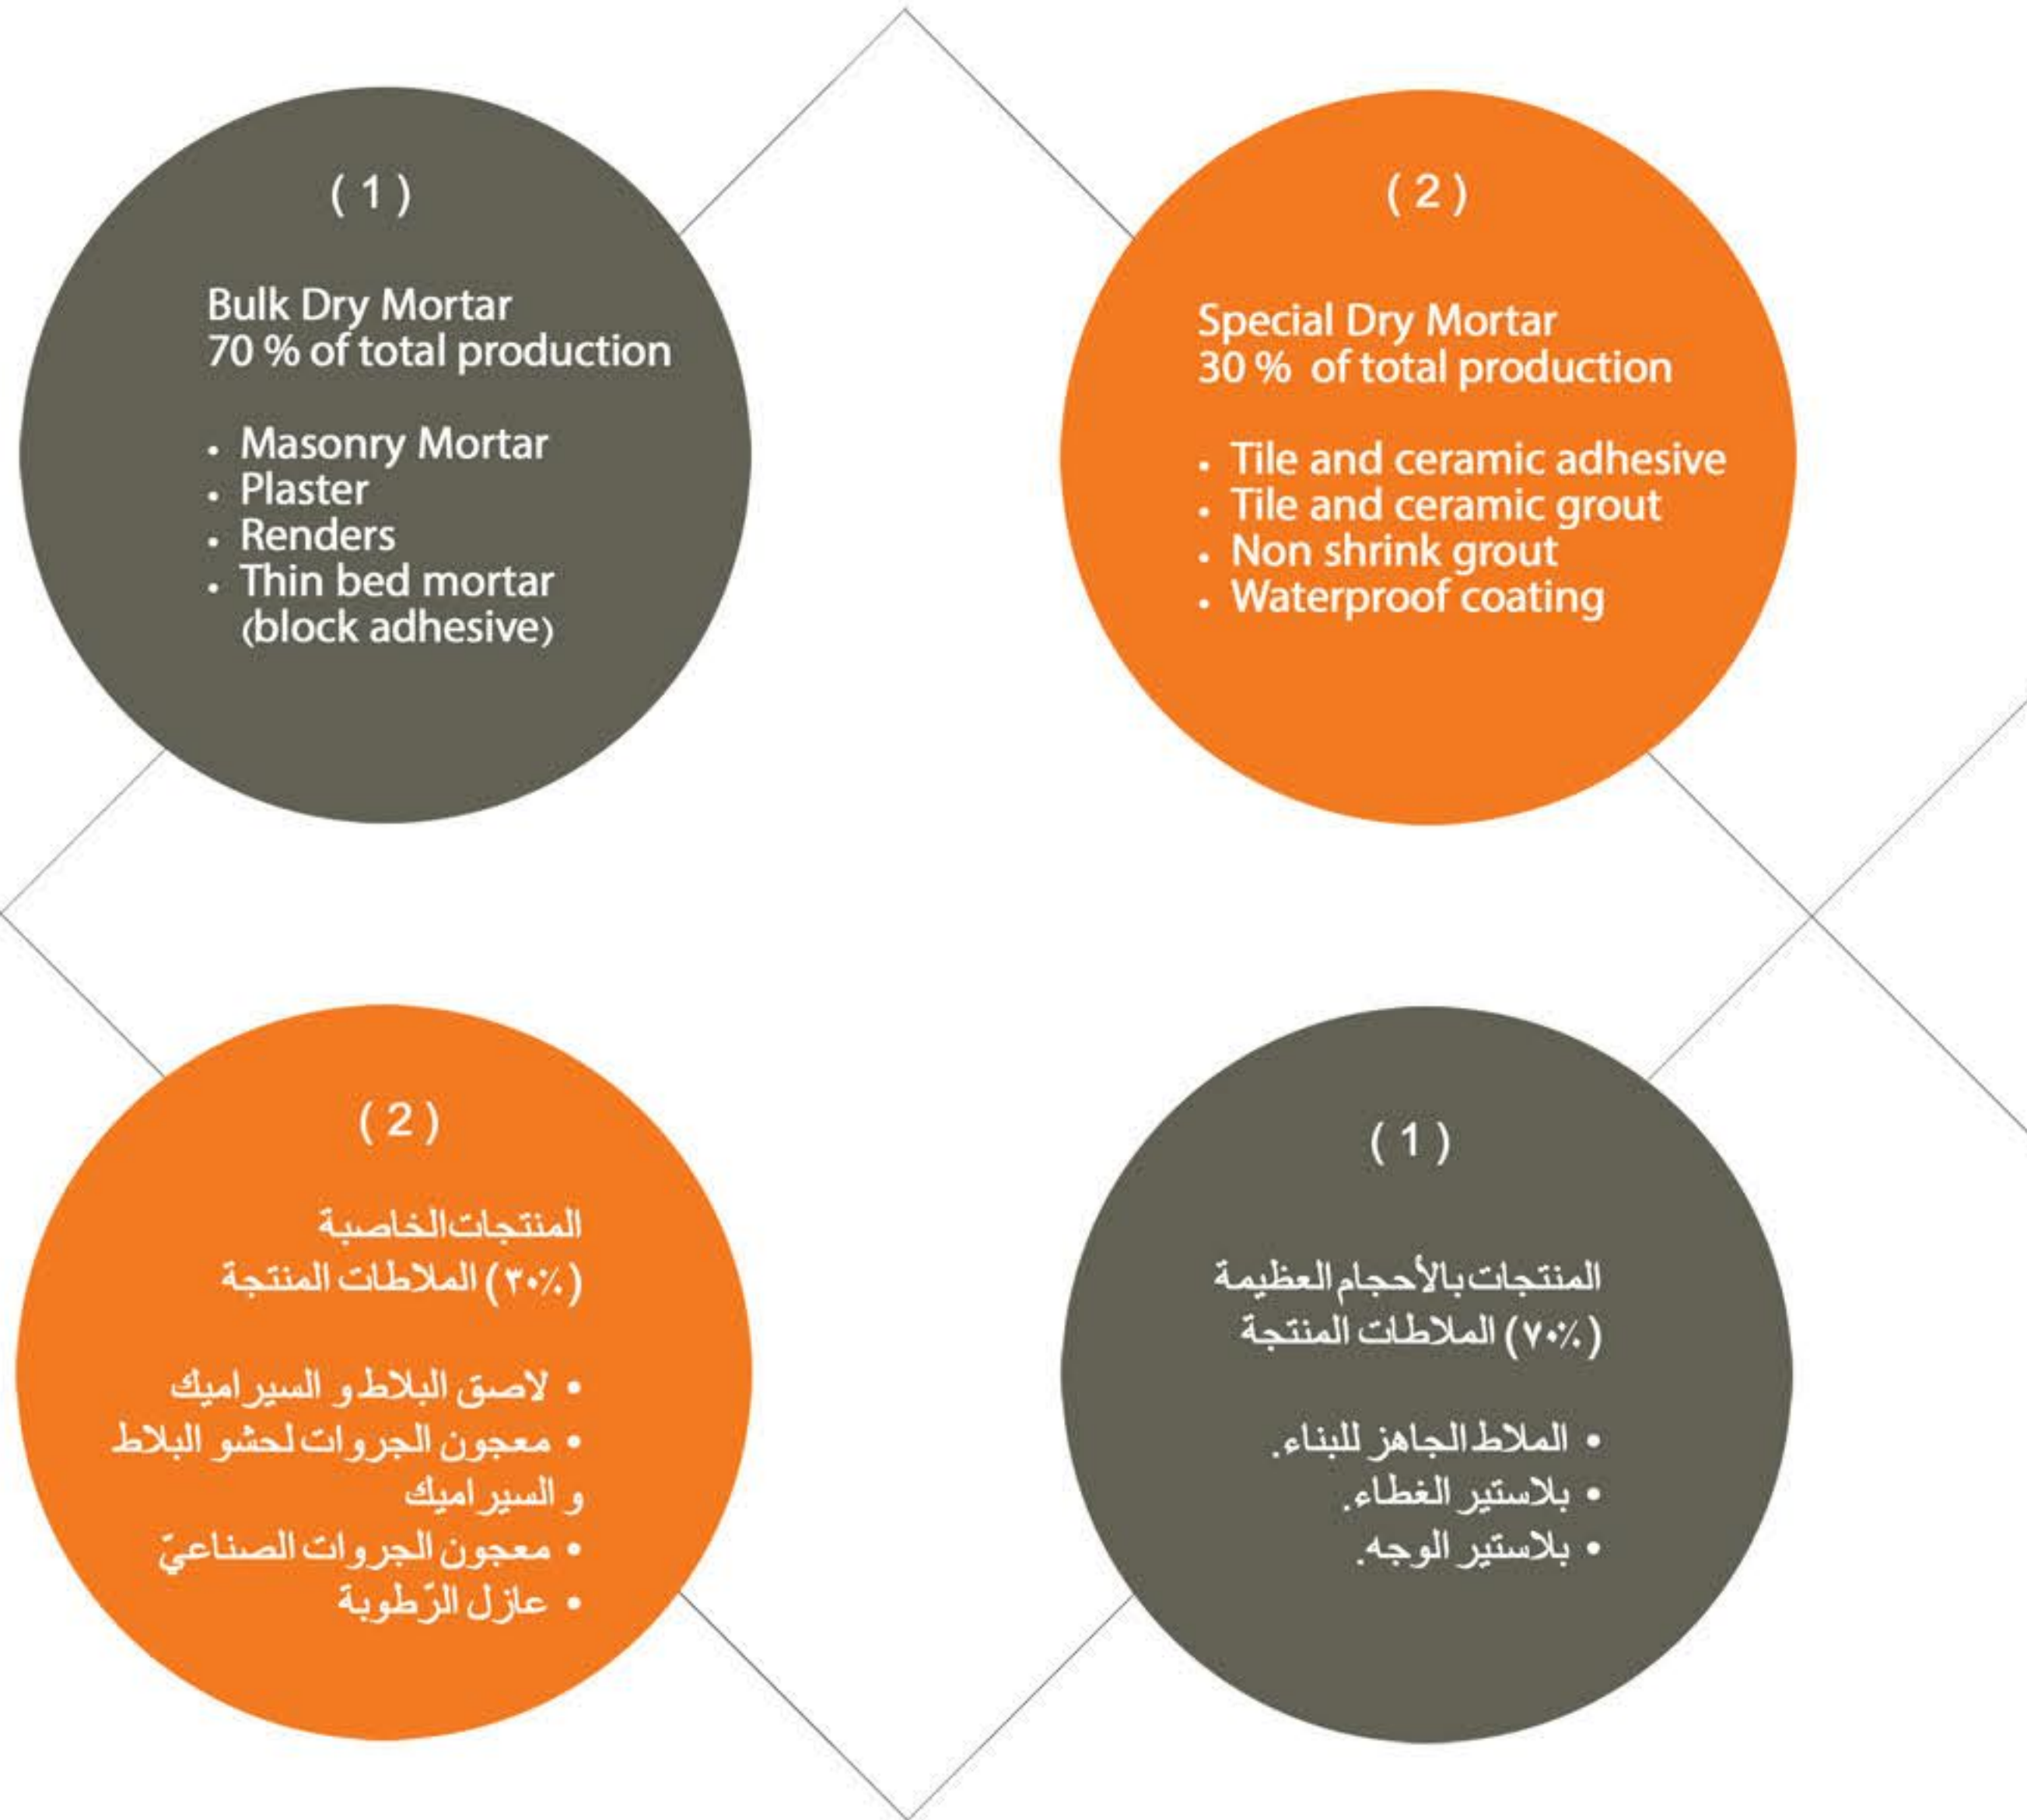 ( 1 )
Bulk Dry Mortar
70 % of total production
• Masonry Mortar
• Plaster
• Renders
• Thin bed mortar
(block adhesive)
( 2 )
Special Dry Mortar
30 % of total production
• Tile and ceramic adhesive
• Tile and ceramic grout
• Non shrink grout
• Waterproof coating
( 2 )
المنتجات الخاصة
(٣٠٪) الملاطات المنتجة
• لاصق البلاط و السيراميك
• معجون الجروات لحشو البلاط
و السيراميك
• معجون الجروات الصناعيّ
• عازل الرّطوبة
( 1 )
المنتجات بالأحجام العظيمة
(٧٠٪) الملاطات المنتجة
• الملاط الجاهز للبناء.
• بلاستير الغطاء.
• بلاستير الوجه.